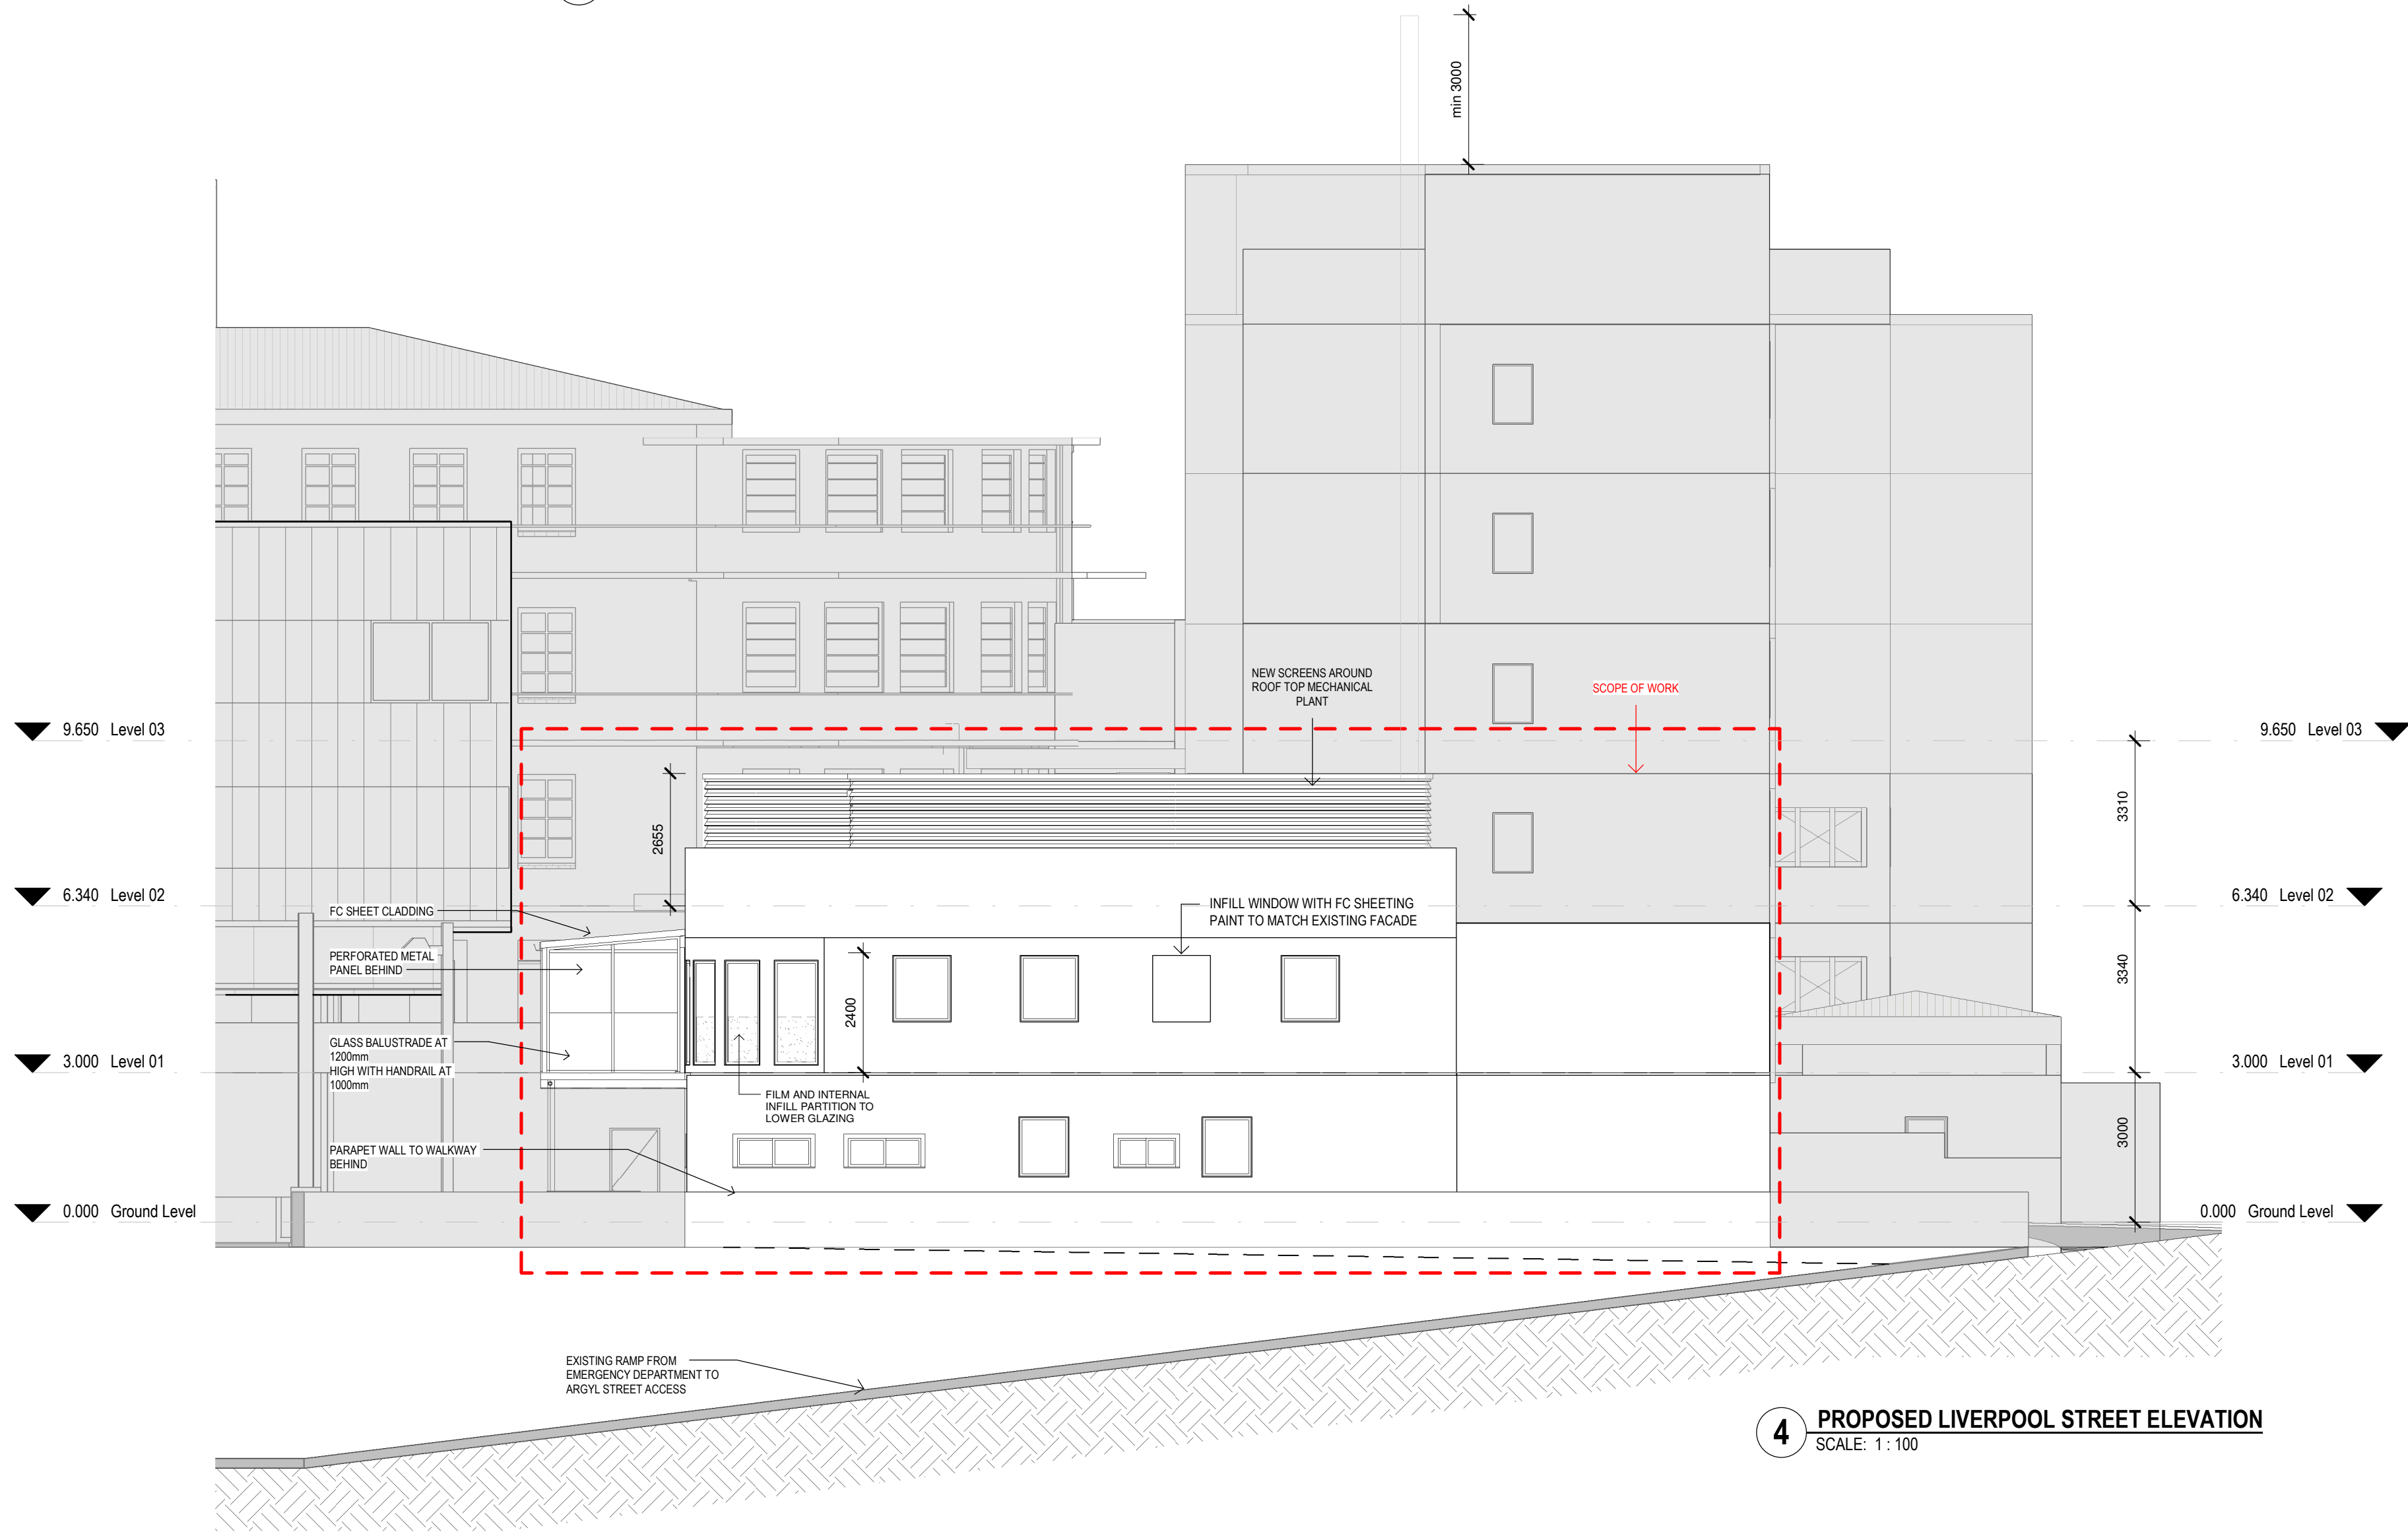 min 3000
NEW SCREENS AROUND
ROOF TOP MECHANICAL
PLANT
SCOPE OF WORK
9.650 Level 03
9.650 Level 03
3310
2655
6.340 Level 02
6.340 Level 02
FC SHEET CLADDING
INFILL WINDOW WITH FC SHEETING
PAINT TO MATCH EXISTING FACADE
PERFORATED METAL
PANEL BEHIND
3340
2400
GLASS BALUSTRADE AT
1200mm
HIGH WITH HANDRAIL AT
1000mm
3.000 Level 01
3.000 Level 01
FILM AND INTERNAL
INFILL PARTITION TO
LOWER GLAZING
3000
PARAPET WALL TO WALKWAY
BEHIND
0.000 Ground Level
0.000 Ground Level
EXISTING RAMP FROM
EMERGENCY DEPARTMENT TO
ARGYL STREET ACCESS
4 PROPOSED LIVERPOOL STREET ELEVATION
SCALE: 1 : 100